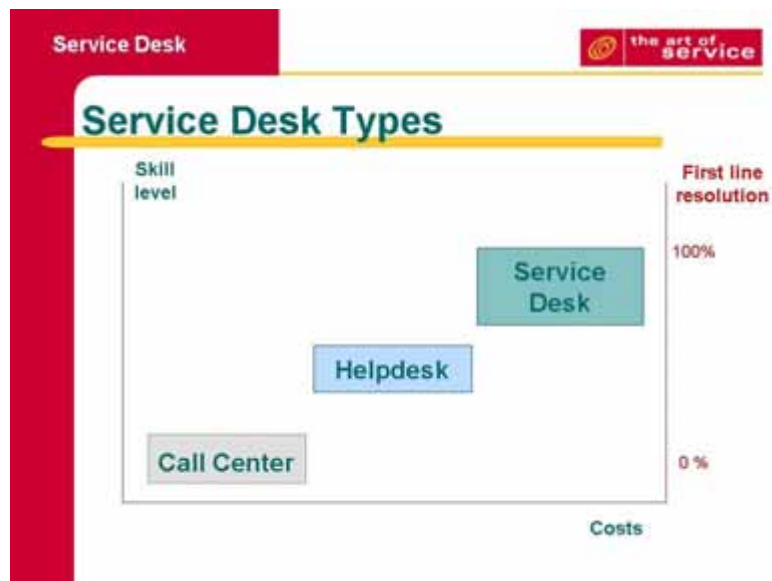 Service Desk
the art of
service
Service Desk Types
Skill
level
First line
resolution
100%
Service
Desk
Helpdesk
Call Center
0 %
Costs